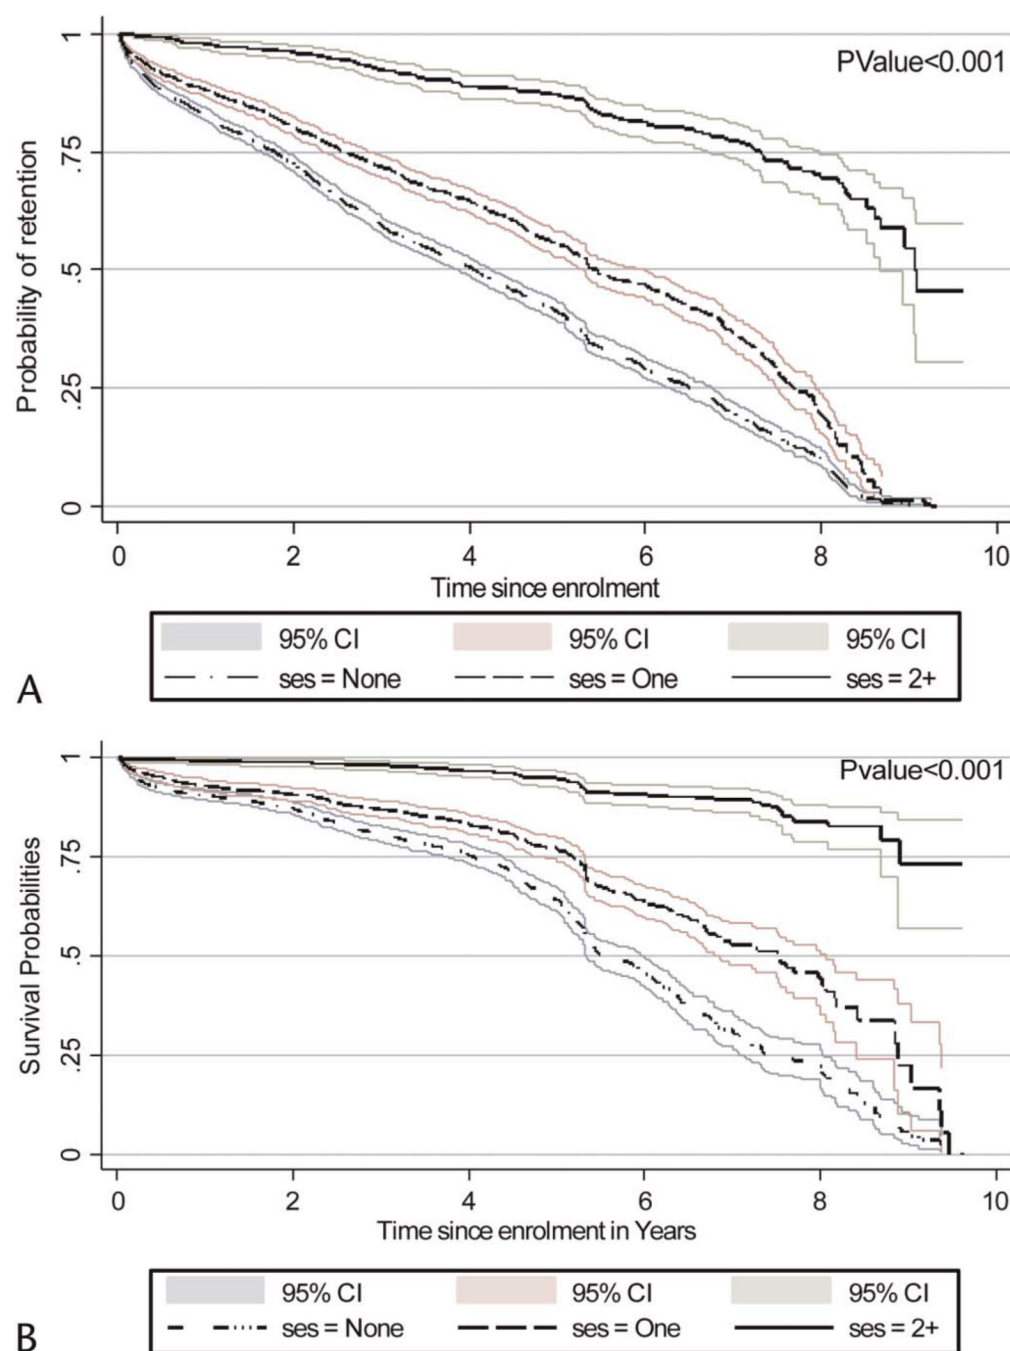 PValue<0.001
Probability of retention
1
.75
.5
.25
0
0 2 4 6 8 10
Time since enrolment
95% CI 95% CI 95% CI
ses = None ses = One ses = 2+
A
Pvalue<0.001
Survival Probabilities
1
.75
.5
.25
0
0 2 4 6 8 10
Time since enrolment in Years
95% CI 95% CI 95% CI
ses = None ses = One ses = 2+
B